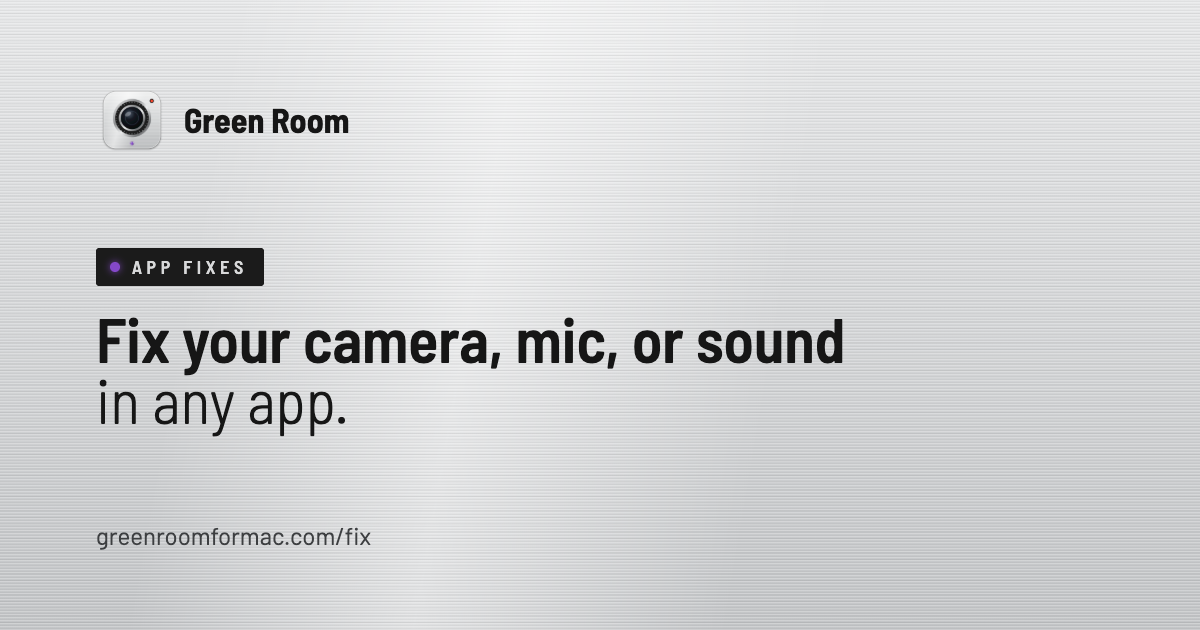 Green Room
APP FIXES
Fix your camera, mic, or sound
in any app.
greenroomformac.com/fix